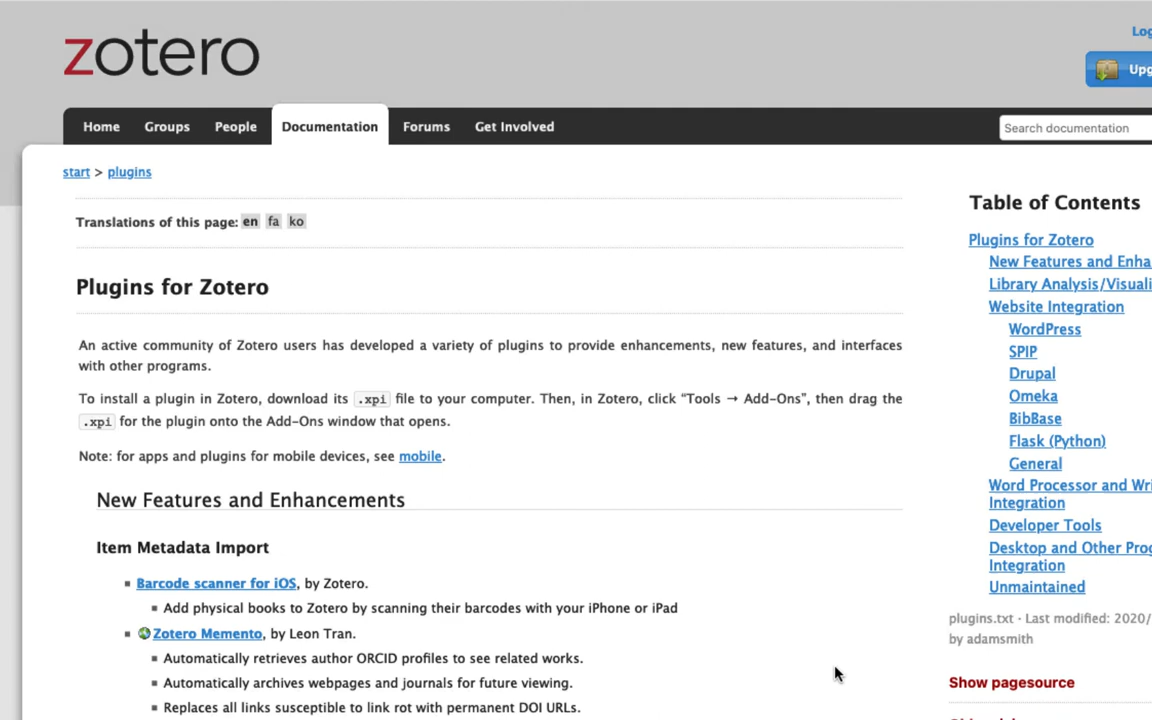 zotero
Log
Upg
Home Groups People Documentation Forums Get Involved
Search documentation
start > plugins
Translations of this page: en fa ko
Plugins for Zotero
An active community of Zotero users has developed a variety of plugins to provide enhancements, new features, and interfaces
with other programs.
To install a plugin in Zotero, download its .xpi file to your computer. Then, in Zotero, click “Tools → Add-Ons”, then drag the
.xpi for the plugin onto the Add-Ons window that opens.
Note: for apps and plugins for mobile devices, see mobile.
New Features and Enhancements
Item Metadata Import
Barcode scanner for iOS, by Zotero.
Add physical books to Zotero by scanning their barcodes with your iPhone or iPad
Zotero Memento, by Leon Tran.
Automatically retrieves author ORCID profiles to see related works.
Automatically archives webpages and journals for future viewing.
Replaces all links susceptible to link rot with permanent DOI URLs.
Table of Contents
Plugins for Zotero
New Features and Enha
Library Analysis/Visuali
Website Integration
WordPress
SPIP
Drupal
Omeka
BibBase
Flask (Python)
General
Word Processor and Wri
Integration
Developer Tools
Desktop and Other Prog
Integration
Unmaintained
plugins.txt · Last modified: 2020/
by adamsmith
Show pagesource